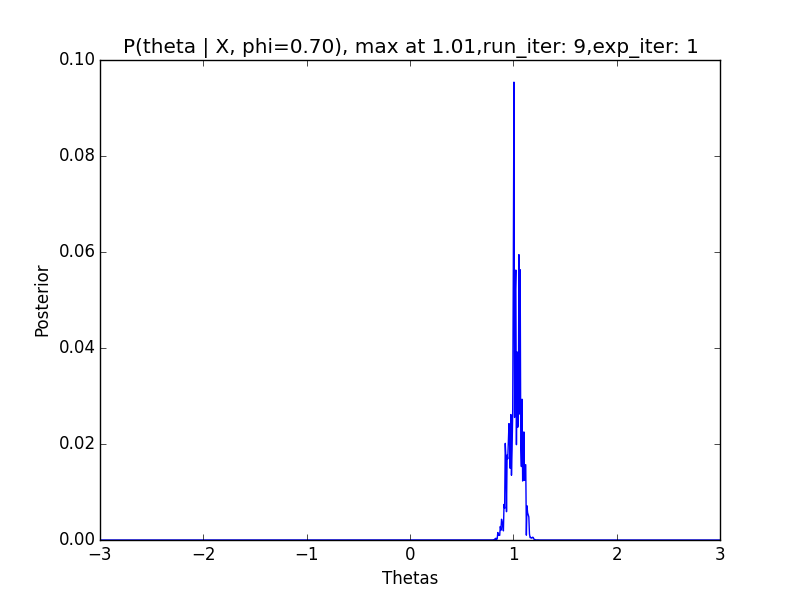 P(theta | X, phi=0.70), max at 1.01,run_iter: 9,exp_iter: 1
0.10
0.08
0.06
0.04
0.02
0.00
Posterior
−3 −2 −1 0 1 2 3
Thetas